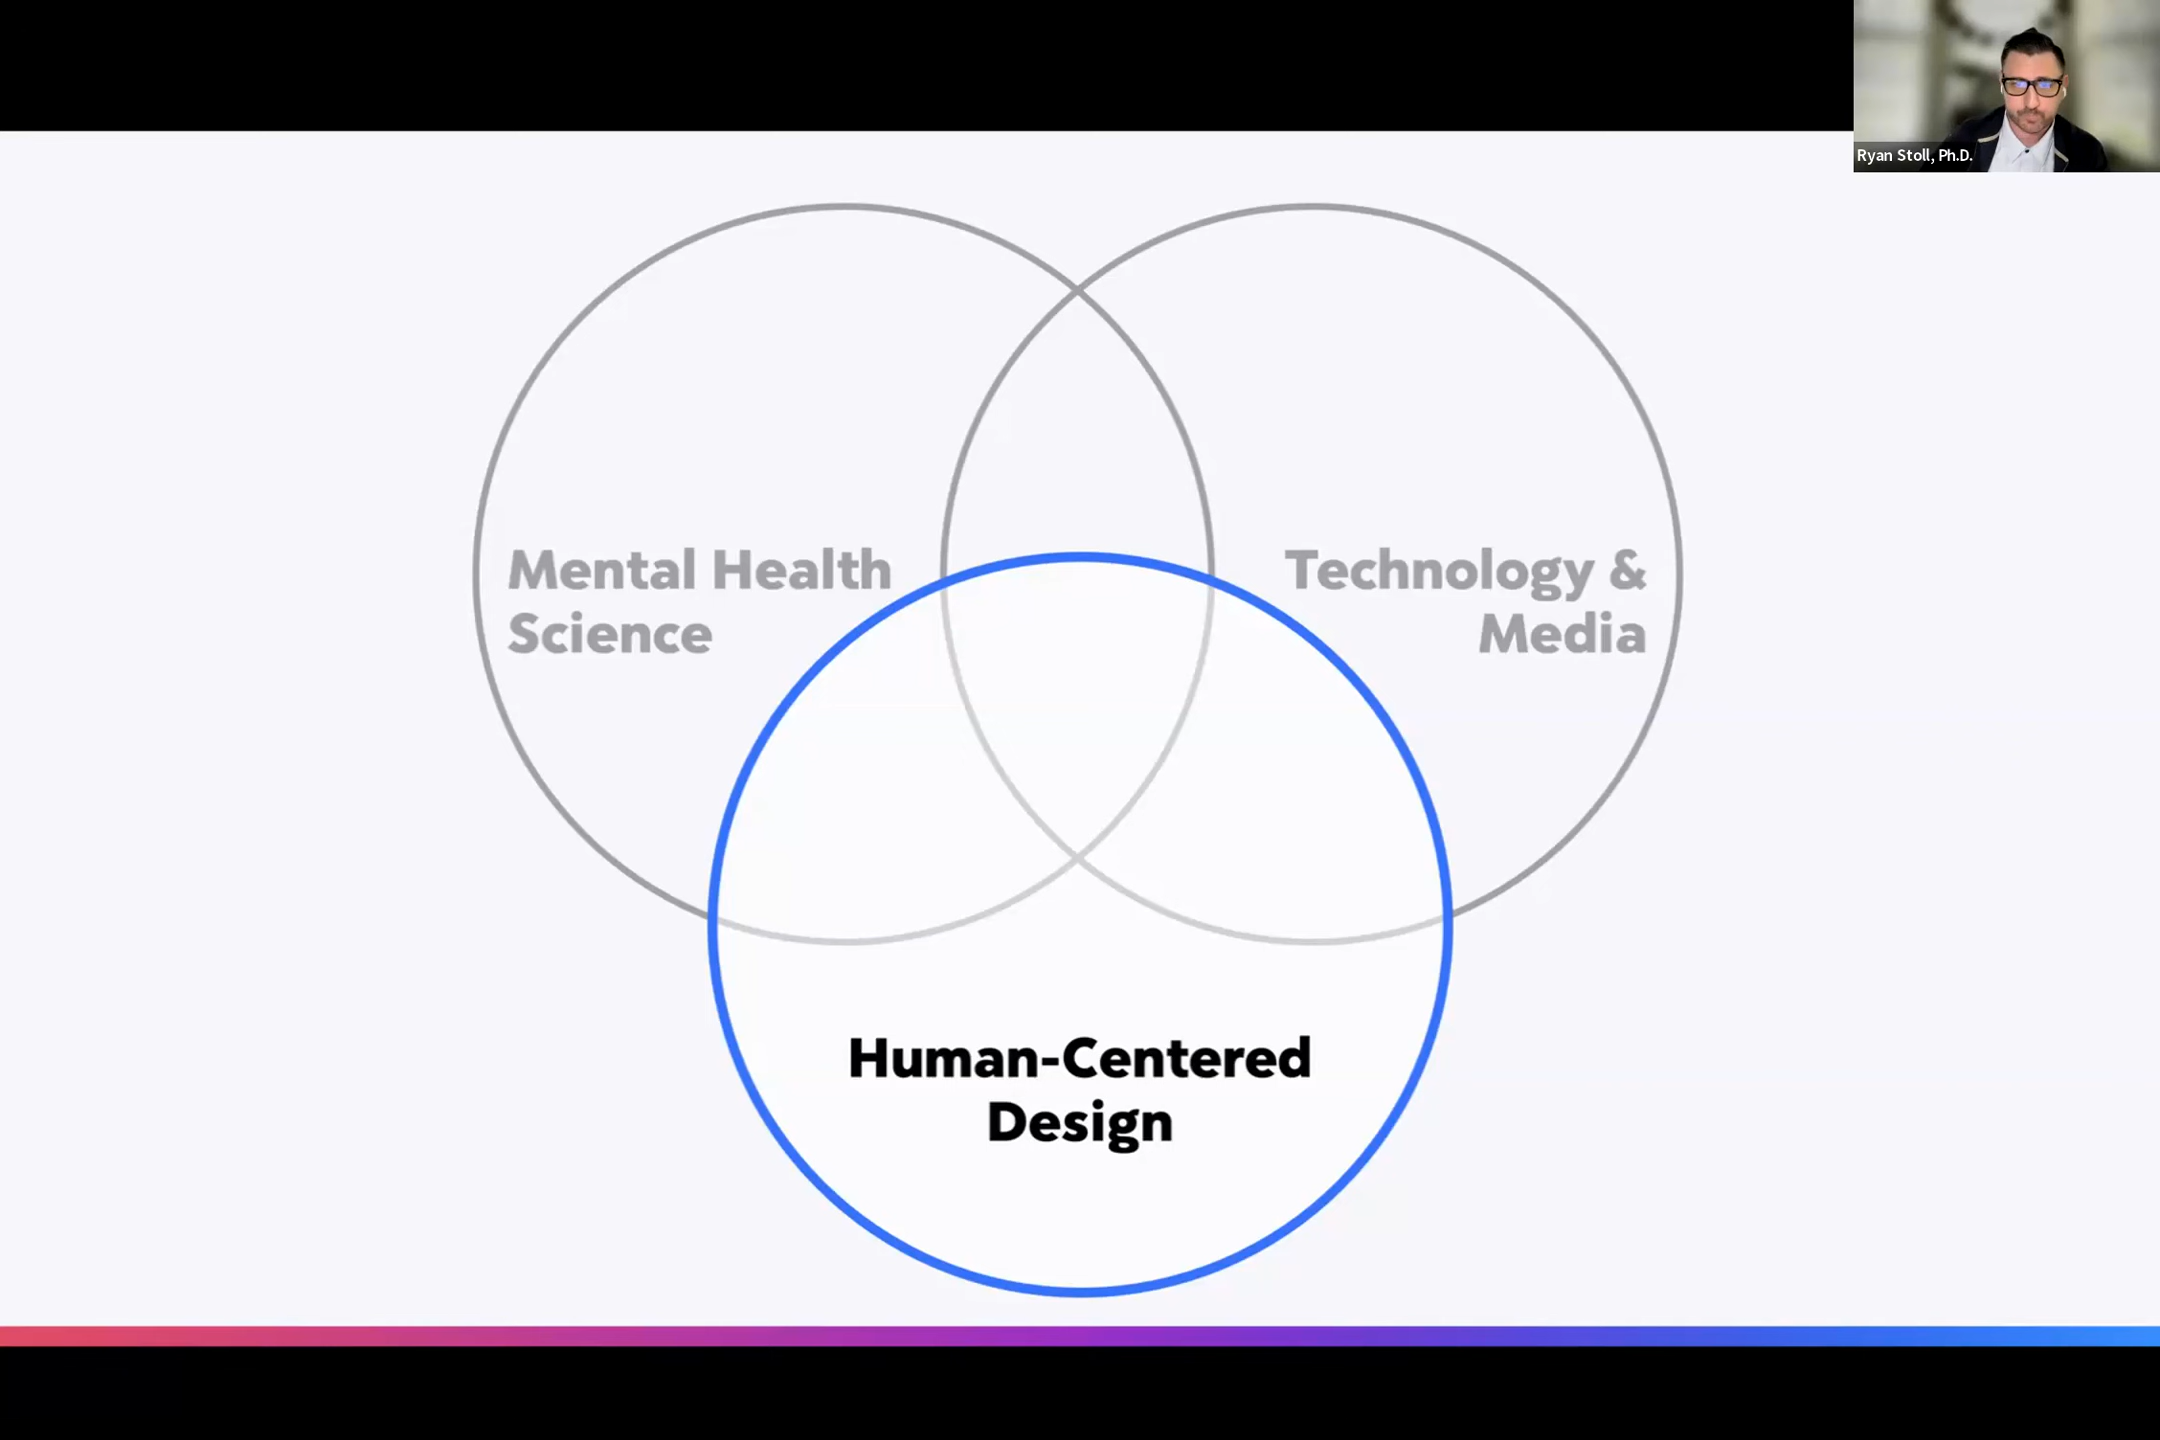 Ryan Stoll, Ph.D.
Mental Health
Science
Technology &
Media
Human-Centered
Design